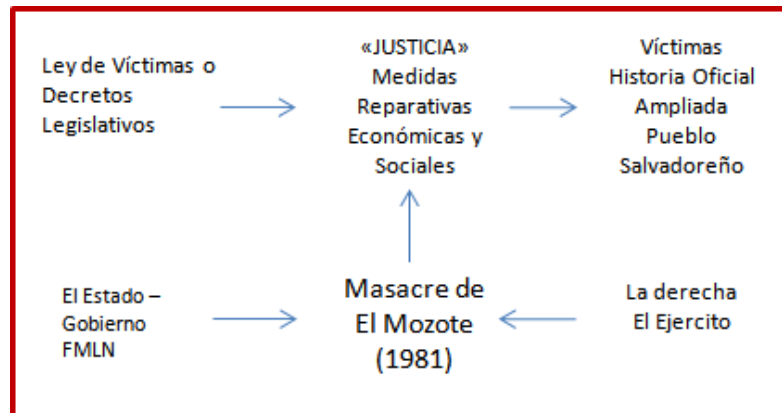 Ley de Víctimas o
Decretos
Legislativos
«JUSTICIA»
Medidas
Reparativas
Económicas y
Sociales
Víctimas
Historia Oficial
Ampliada
Pueblo
Salvadoreño
El Estado –
Gobierno
FMLN
Masacre de
El Mozote
(1981)
La derecha
El Ejercito